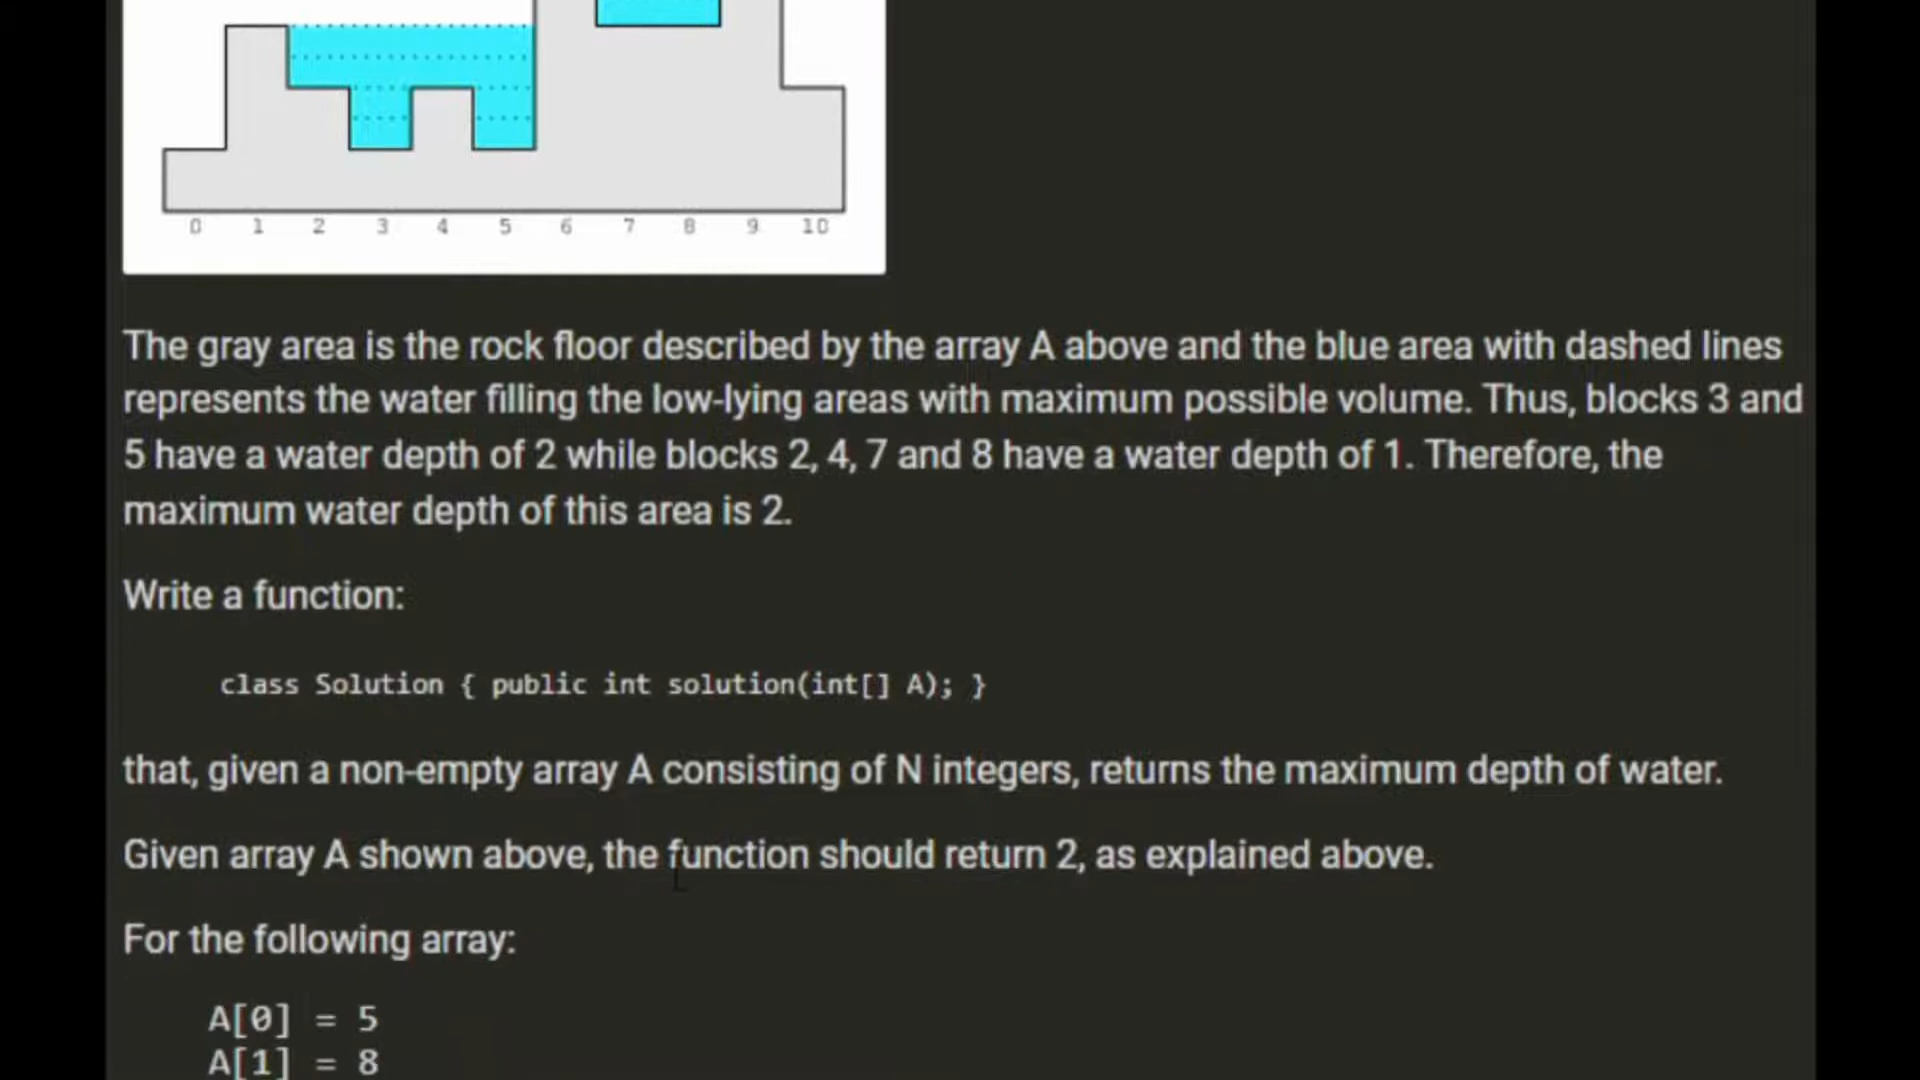 0 1 2 3 4 5 6 7 8 9 10
The gray area is the rock floor described by the array A above and the blue area with dashed lines
represents the water filling the low-lying areas with maximum possible volume. Thus, blocks 3 and
5 have a water depth of 2 while blocks 2, 4, 7 and 8 have a water depth of 1. Therefore, the
maximum water depth of this area is 2.
Write a function:
class Solution { public int solution(int[] A); }
that, given a non-empty array A consisting of N integers, returns the maximum depth of water.
Given array A shown above, the function should return 2, as explained above.
For the following array:
A[0] = 5
A[1] = 8